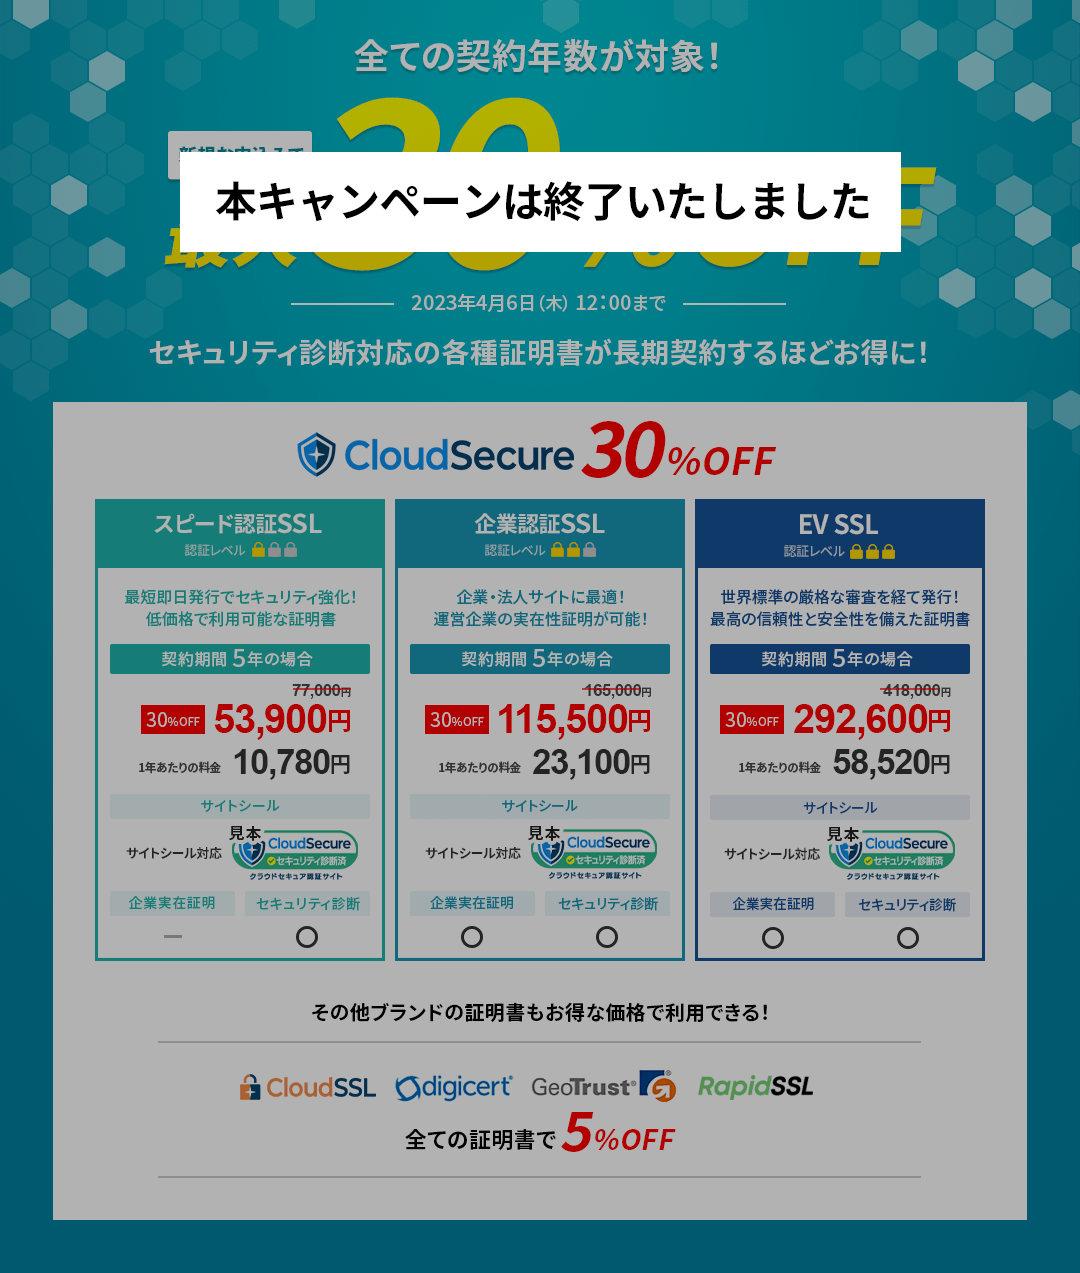 全ての契約年数が対象!
本キャンペーンは終了いたしました
2023年4月6日（木）12：00まで
セキュリティ診断対応の各種証明書が長期契約するほどお得に!
CloudSecure 30%OFF
スピード認証SSL
認証レベル
最短即日発行でセキュリティ強化!
低価格で利用可能な証明書
契約期間 5年の場合
77,000円
30%OFF 53,900円
1年あたりの料金 10,780円
サイトシール
見本
サイトシール対応
CloudSecure
セキュリティ診断済
クラウドセキュア認証サイト
企業実在証明 セキュリティ診断
ー ○
企業認証SSL
認証レベル
企業・法人サイトに最適!
運営企業の実在性証明が可能!
契約期間 5年の場合
165,000円
30%OFF 115,500円
1年あたりの料金 23,100円
サイトシール
見本
サイトシール対応
CloudSecure
セキュリティ診断済
クラウドセキュア認証サイト
企業実在証明 セキュリティ診断
○ ○
EV SSL
認証レベル
世界標準の厳格な審査を経て発行!
最高の信頼性と安全性を備えた証明書
契約期間 5年の場合
418,000円
30%OFF 292,600円
1年あたりの料金 58,520円
サイトシール
見本
サイトシール対応
CloudSecure
セキュリティ診断済
クラウドセキュア認証サイト
企業実在証明 セキュリティ診断
○ ○
その他ブランドの証明書もお得な価格で利用できる!
CloudSSL digicert® GeoTrust® RapidSSL
全ての証明書で 5%OFF